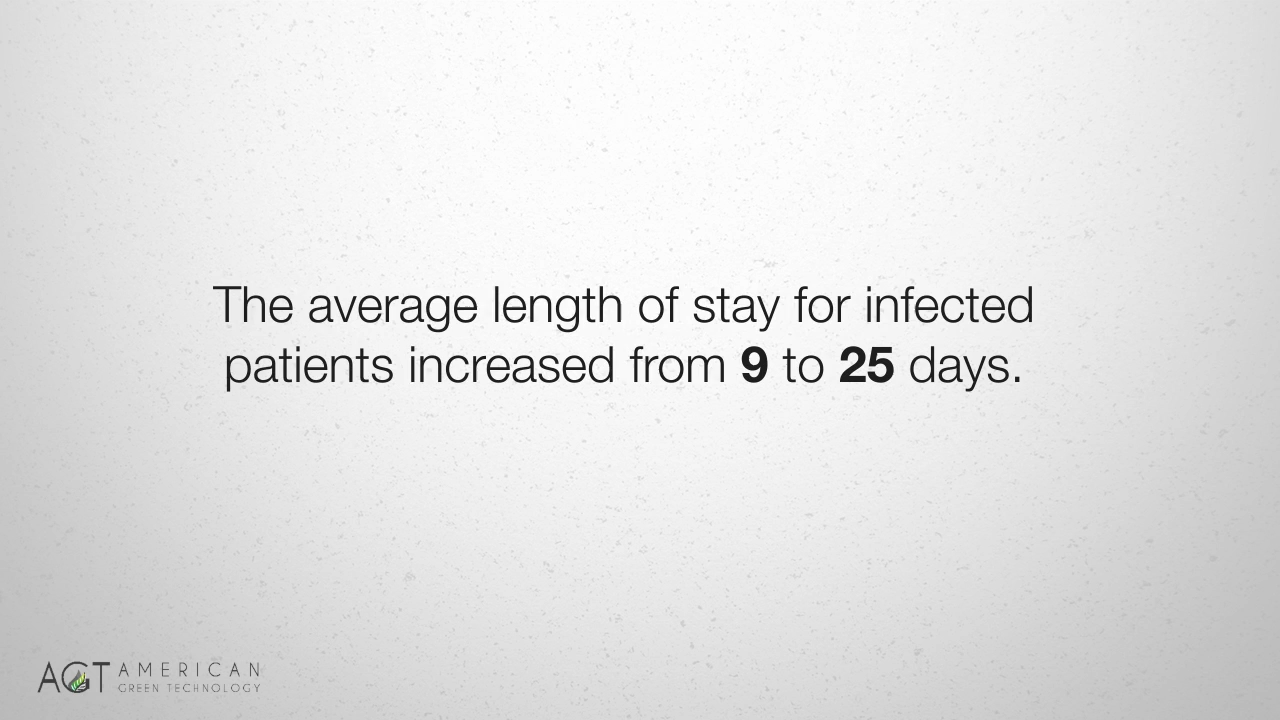 The average length of stay for infected
patients increased from 9 to 25 days.
AGT AMERICAN
GREEN TECHNOLOGY